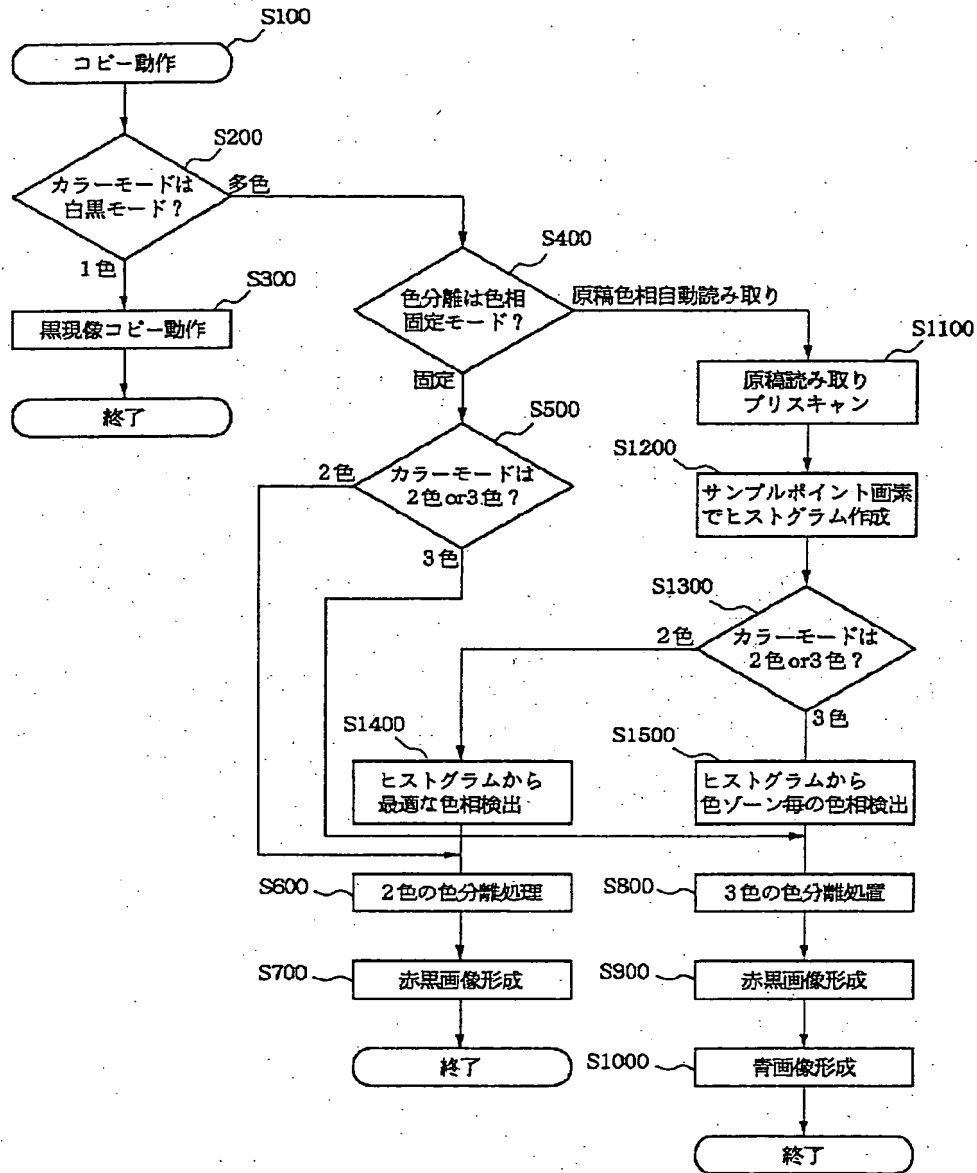 S100
コピー動作
S200
カラーモードは
白黒モード?
多色
1色
S300
黒現像コピー動作
終了
S400
色分離は色相
固定モード?
原稿色相自動読み取り
固定
S500
カラーモードは
2色or3色?
2色
3色
S1100
原稿読み取り
プリスキャン
S1200
サンプルポイント画素
でヒストグラム作成
S1300
カラーモードは
2色or3色?
2色
3色
S1400
ヒストグラムから
最適な色相検出
S1500
ヒストグラムから
色ゾーン毎の色相検出
S600
2色の色分離処理
S700
赤黒画像形成
終了
S800
3色の色分離処置
S900
赤黒画像形成
S1000
青画像形成
終了